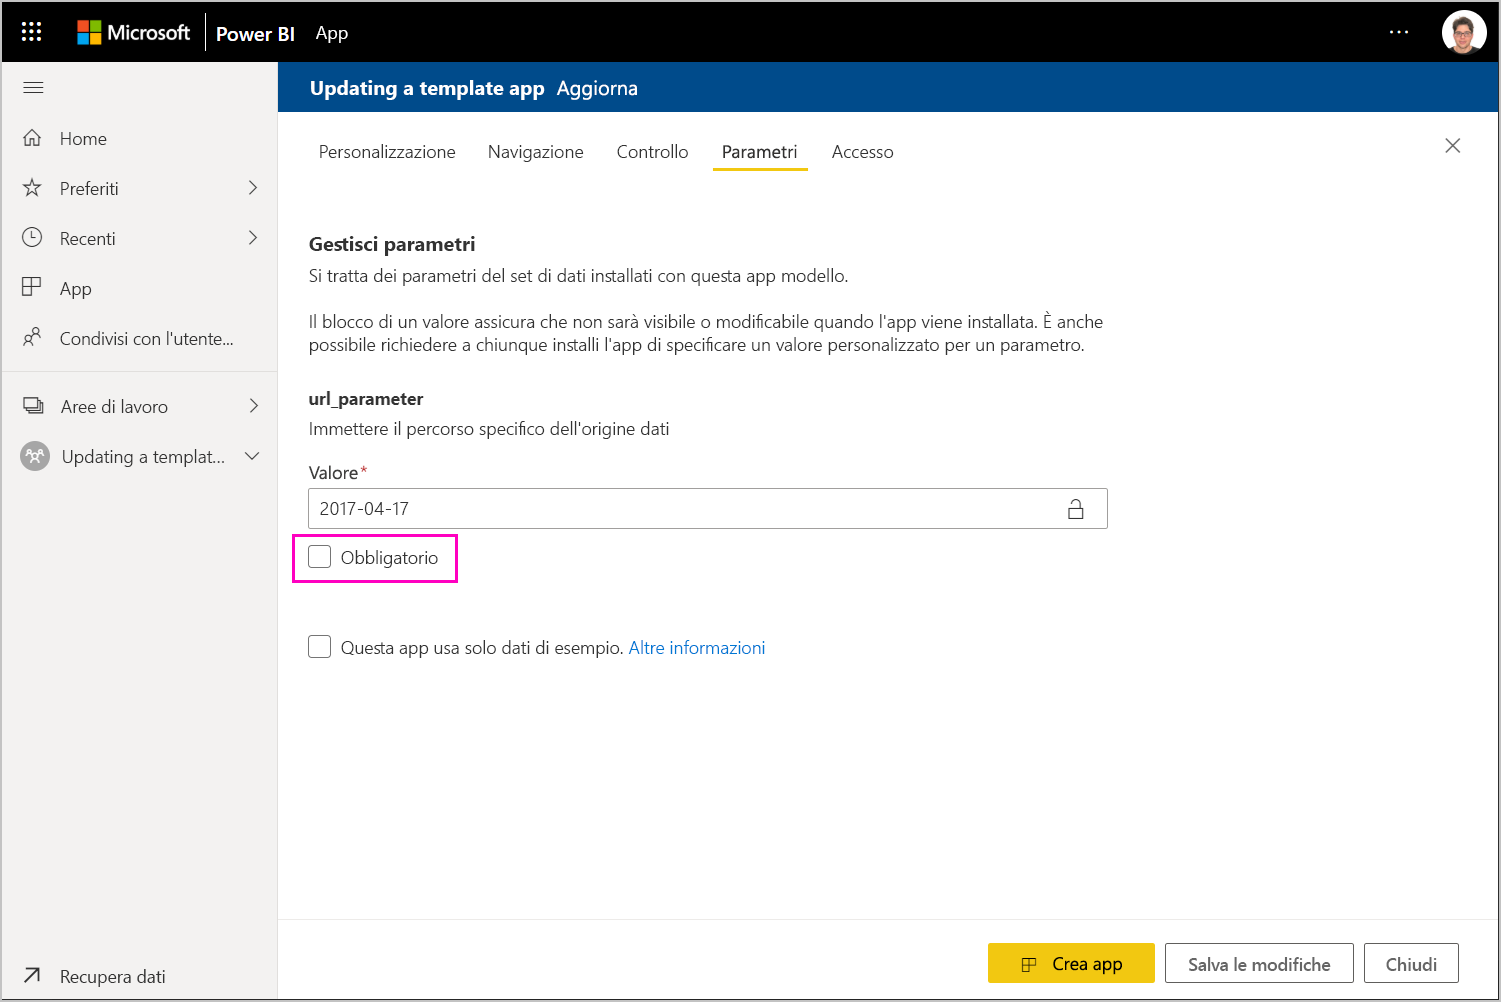 Microsoft Power BI App
Updating a template app Aggiorna
Home
Preferiti
Recenti
App
Condivisi con l'utente...
Aree di lavoro
Updating a templat...
Recupera dati
Personalizzazione Navigazione Controllo Parametri Accesso
Gestisci parametri
Si tratta dei parametri del set di dati installati con questa app modello.
Il blocco di un valore assicura che non sarà visibile o modificabile quando l'app viene installata. È anche
possibile richiedere a chiunque installi l'app di specificare un valore personalizzato per un parametro.
url_parameter
Immettere il percorso specifico dell'origine dati
Valore*
2017-04-17
Obbligatorio
Questa app usa solo dati di esempio. Altre informazioni
Crea app Salva le modifiche Chiudi